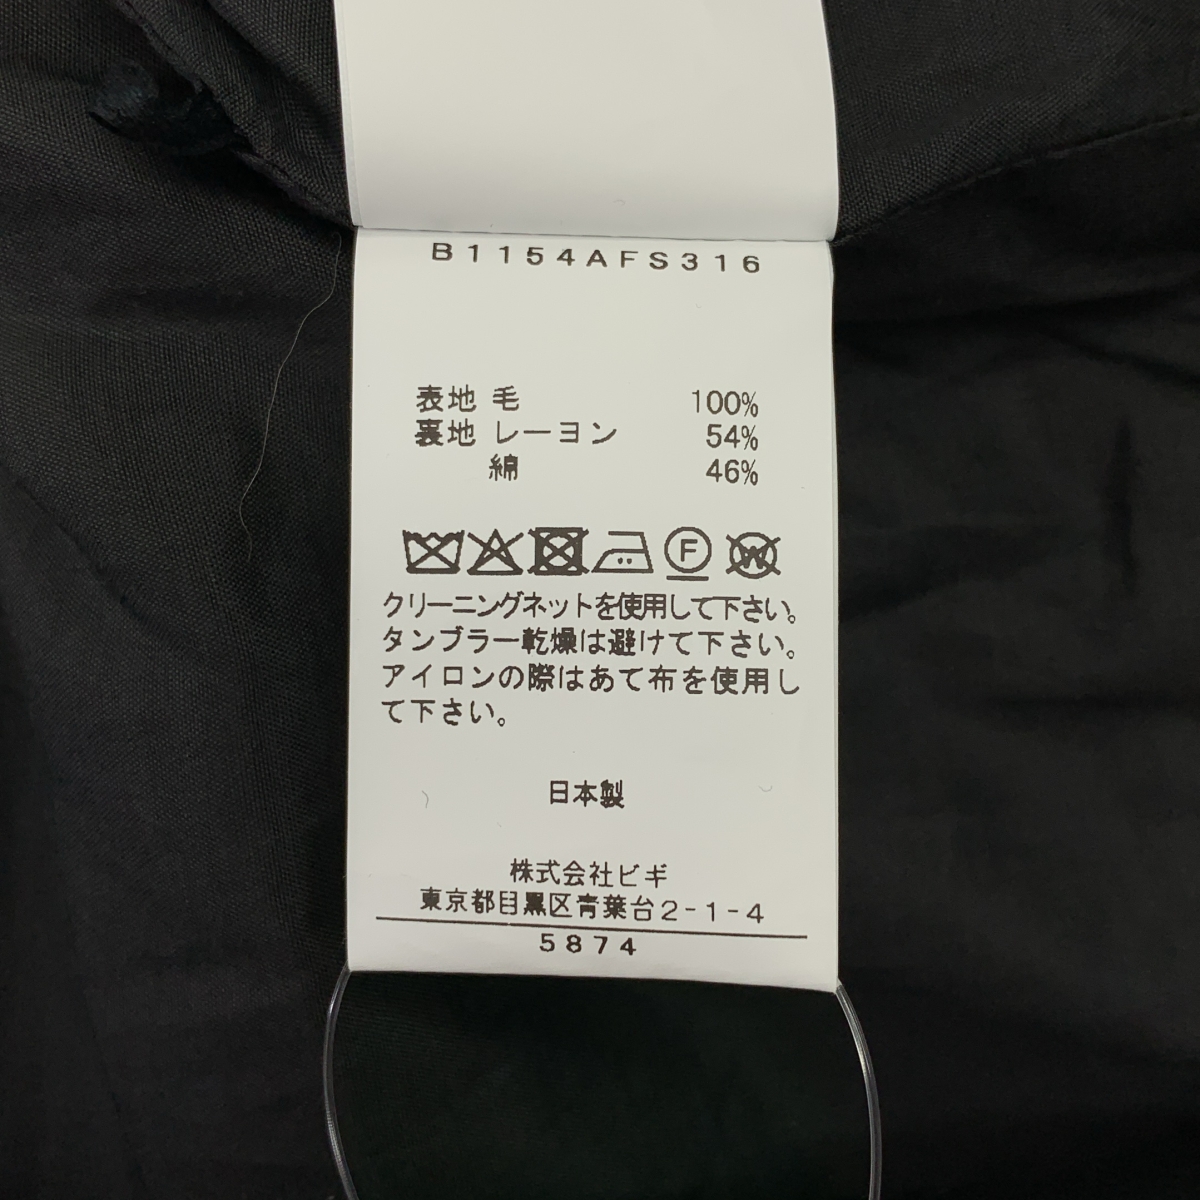 B1154AFS316
表地 毛 100%
裏地 レーヨン 54%
綿 46%
F W
クリーニングネットを使用して下さい。
タンブラー乾燥は避けて下さい。
アイロンの際はあて布を使用し
て下さい。
日本製
株式会社ビギ
東京都目黒区青葉台2-1-4
5874